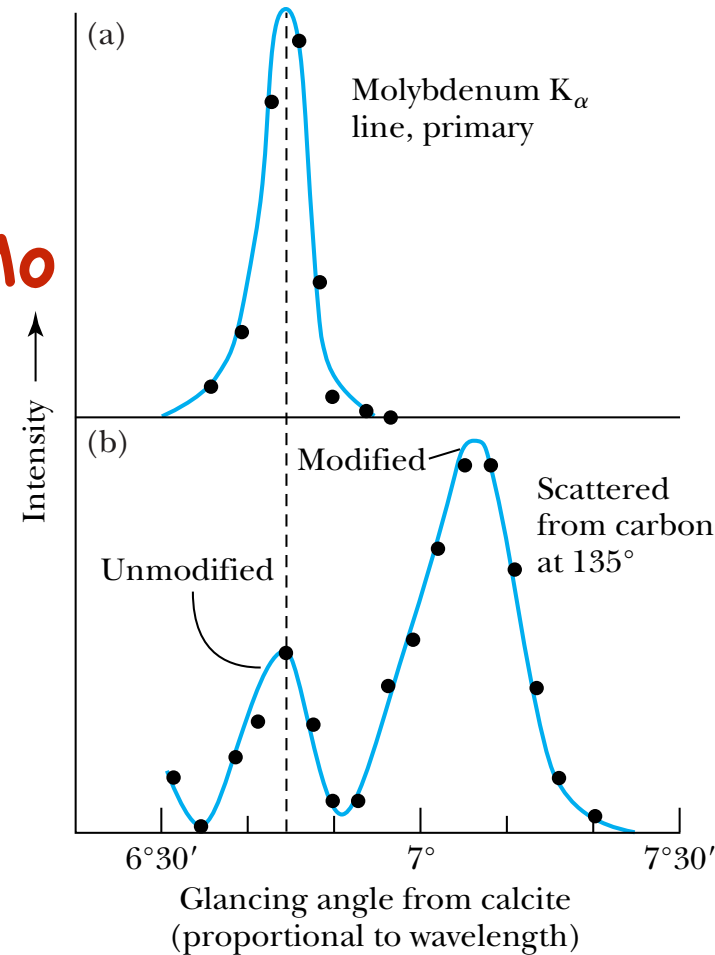 (a)
Molybdenum Kα
line, primary
Intensity
(b)
Modified
Scattered
from carbon
at 135°
Unmodified
6°30′
7°
7°30′
Glancing angle from calcite
(proportional to wavelength)